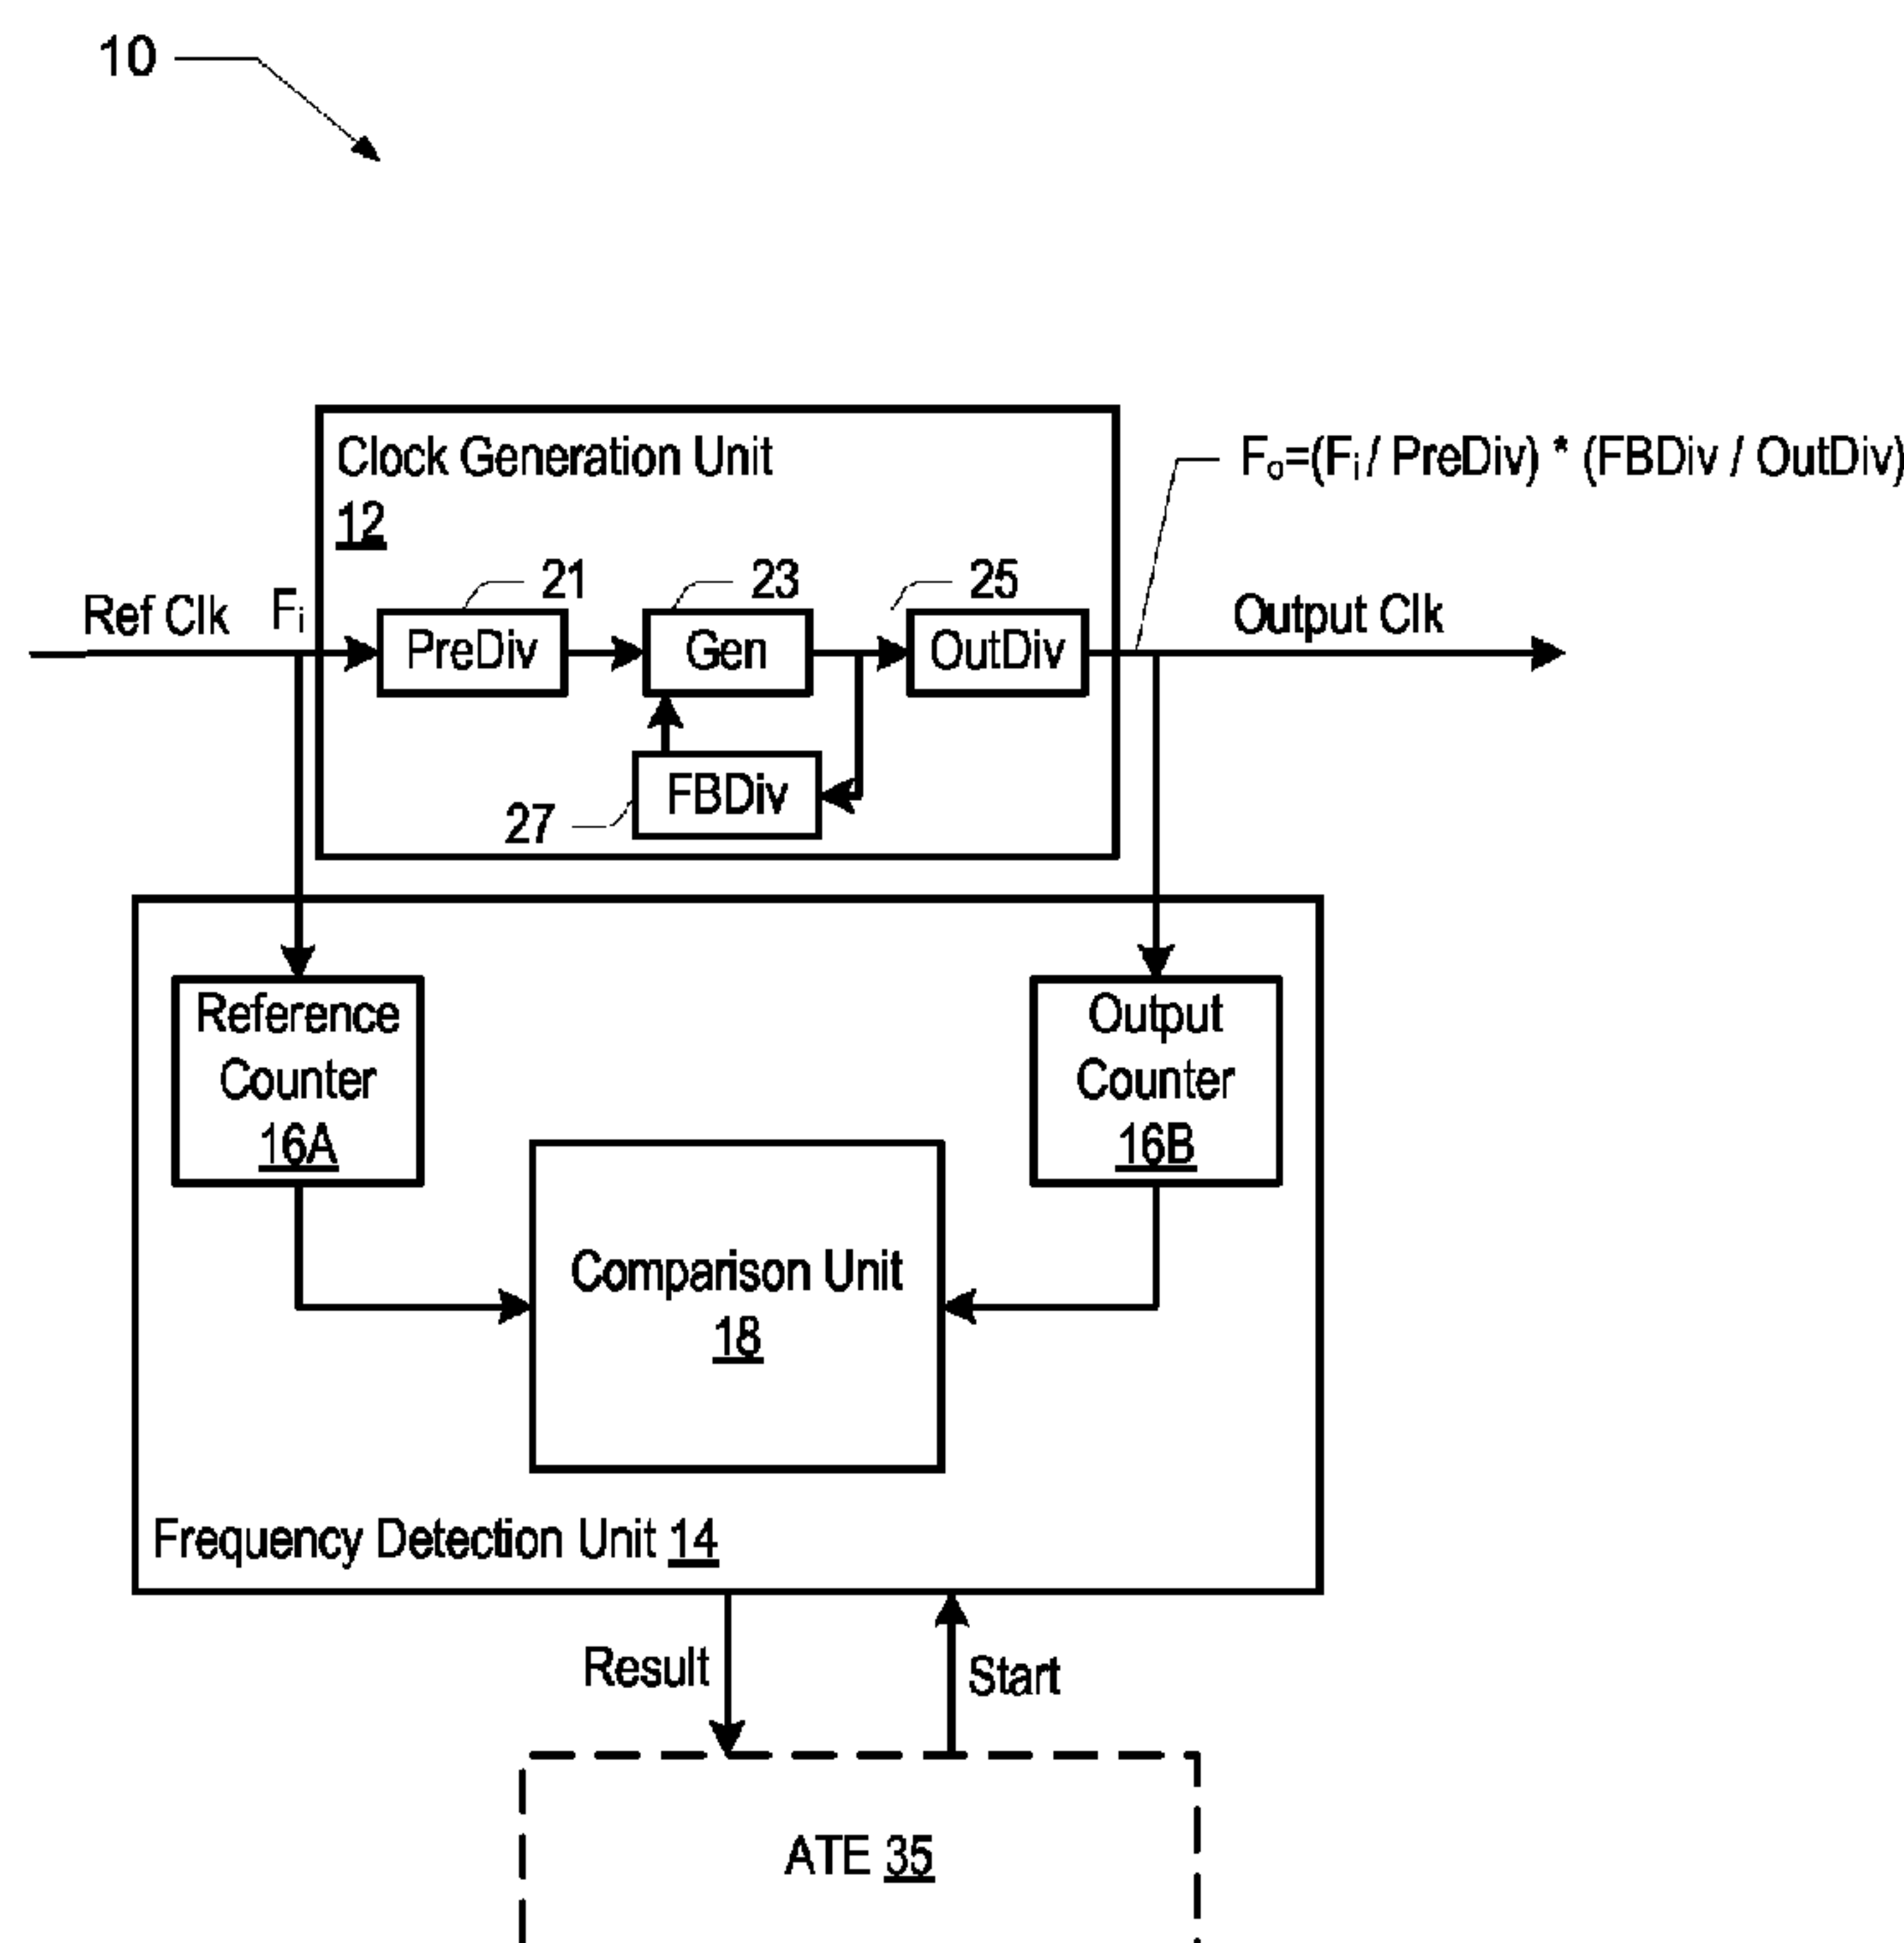 10
Clock Generation Unit
12
F₀=(Fᵢ / PreDiv) * (FBDiv / OutDiv)
21
23
25
Ref Clk
Fᵢ
PreDiv
Gen
OutDiv
Output Clk
FBDiv
27
Reference
Counter
16A
Output
Counter
16B
Comparison Unit
18
Frequency Detection Unit 14
Result
Start
ATE 35